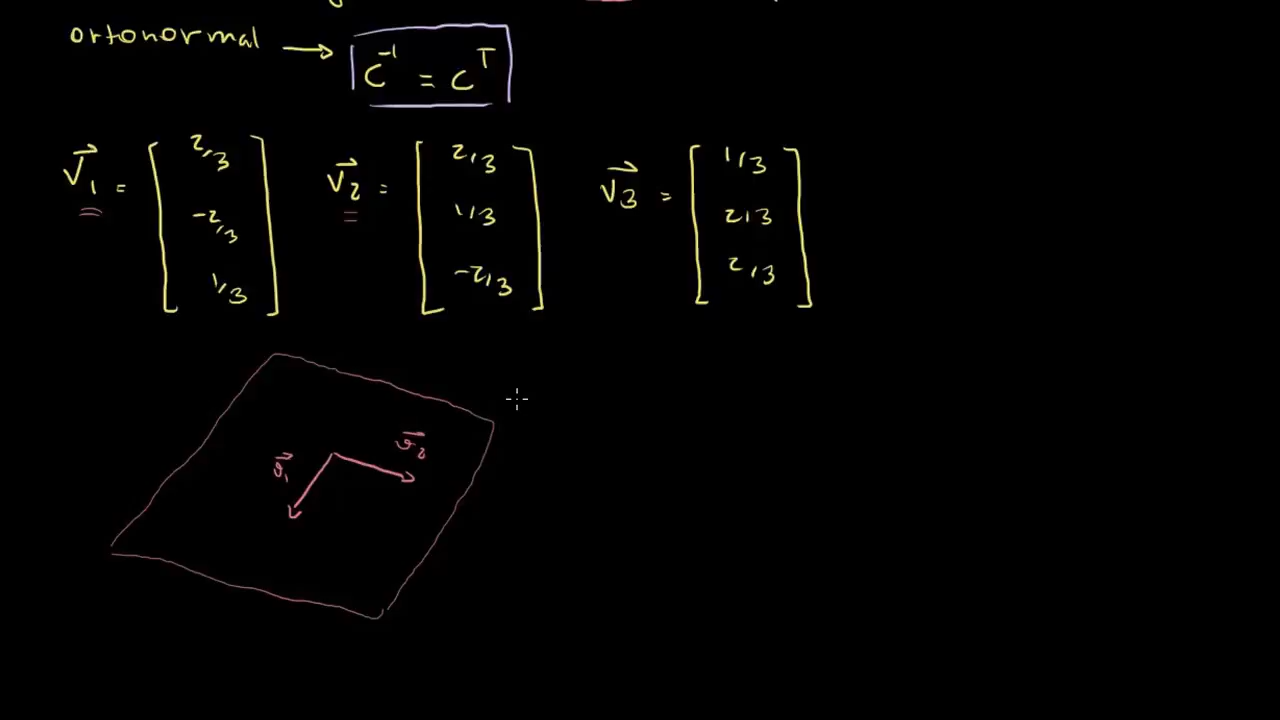 ortonormal → C⁻¹ = Cᵀ
V⃗₁ = [2/3 -2/3 1/3] V⃗₂ = [2/3 1/3 -2/3] V⃗₃ = [1/3 2/3 2/3]
v⃗₂
v⃗₁